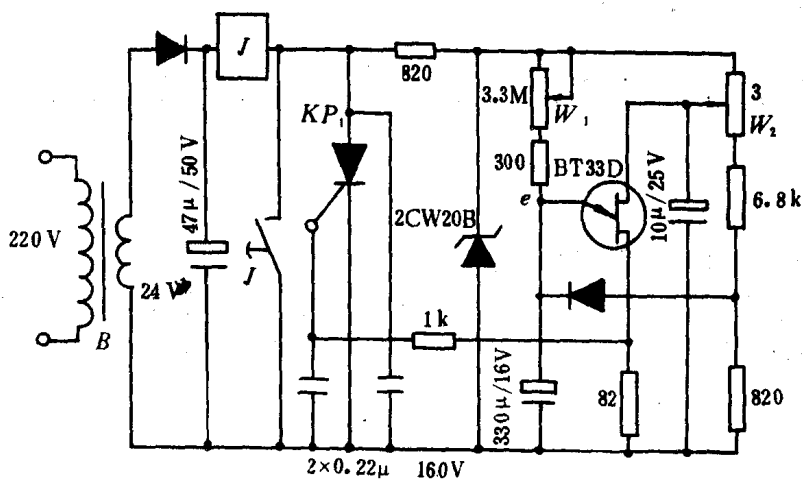 J
820
3.3M
W₁
3
W₂
KP₁
300
BT33D
47μ/50V
10μ/25V
6.8k
e
220V
2CW20B
J
24V
B
1k
330μ/16V
82
820
2×0.22μ 160V